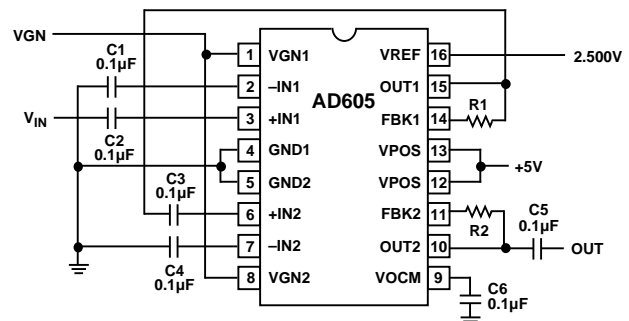 VGN
C1
0.1µF
VIN
C2
0.1µF
C3
0.1µF
C4
0.1µF
1 VGN1
2 –IN1
3 +IN1
4 GND1
5 GND2
6 +IN2
7 –IN2
8 VGN2
AD605
VREF 16
OUT1 15
FBK1 14
VPOS 13
VPOS 12
FBK2 11
OUT2 10
VOCM 9
2.500V
R1
+5V
R2
C5
0.1µF
OUT
C6
0.1µF